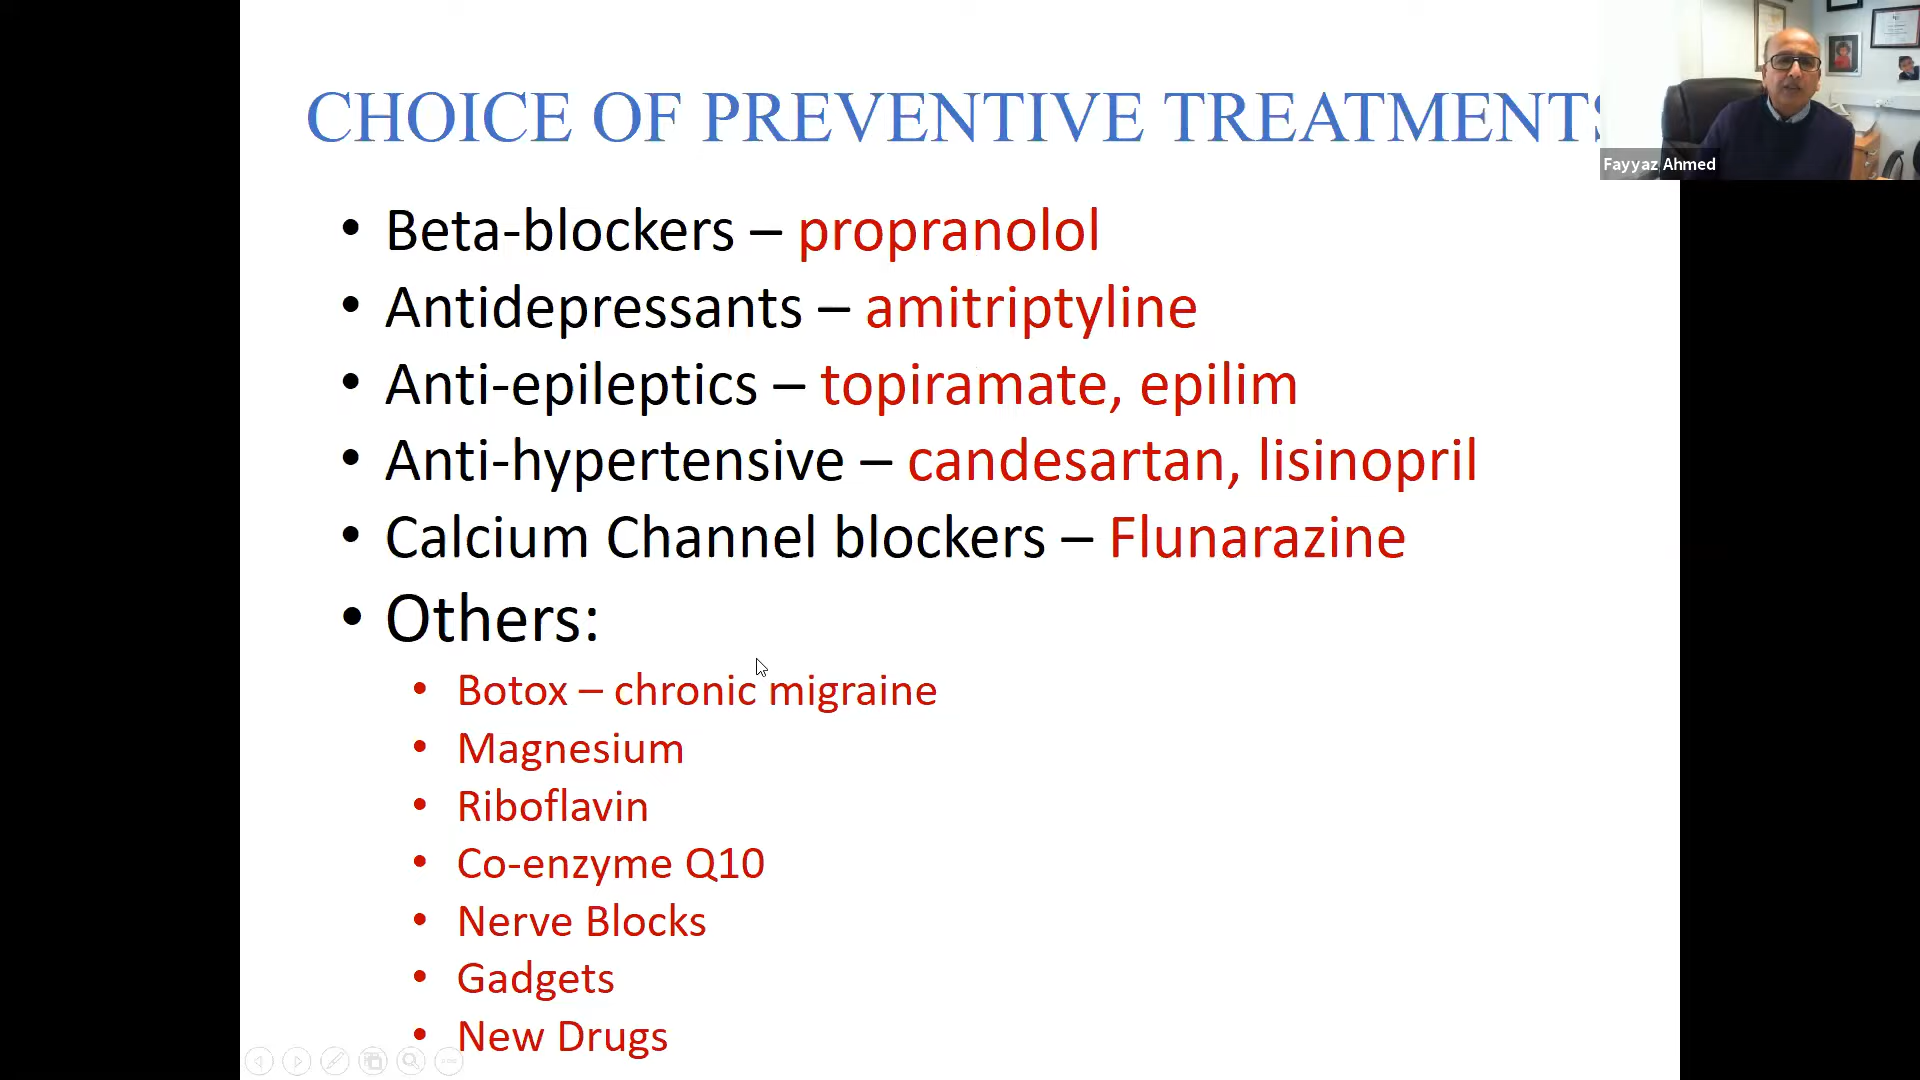 CHOICE OF PREVENTIVE TREATMENTS
Fayyaz Ahmed
• Beta-blockers – propranolol
• Antidepressants – amitriptyline
• Anti-epileptics – topiramate, epilim
• Anti-hypertensive – candesartan, lisinopril
• Calcium Channel blockers – Flunarazine
• Others:
• Botox – chronic migraine
• Magnesium
• Riboflavin
• Co-enzyme Q10
• Nerve Blocks
• Gadgets
• New Drugs